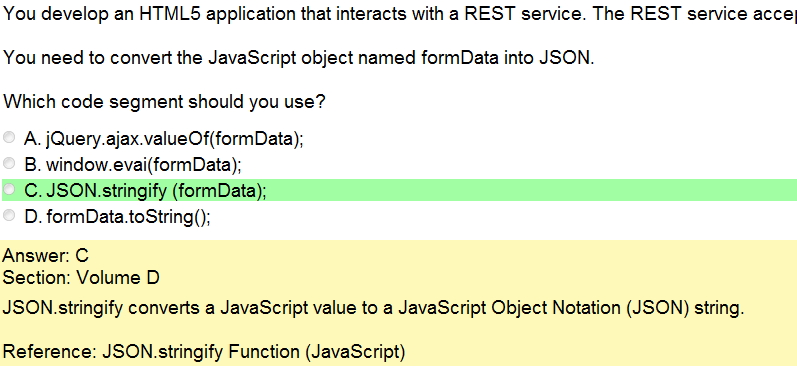 You develop an HTML5 application that interacts with a REST service. The REST service
You need to convert the JavaScript object named formData into JSON.
Which code segment should you use?
A. jQuery.ajax.valueOf(formData);
B. window.evai(formData);
C. JSON.stringify (formData);
D. formData.toString();
Answer: C
Section: Volume D
JSON.stringify converts a JavaScript value to a JavaScript Object Notation (JSON) string.
Reference: JSON.stringify Function (JavaScript)